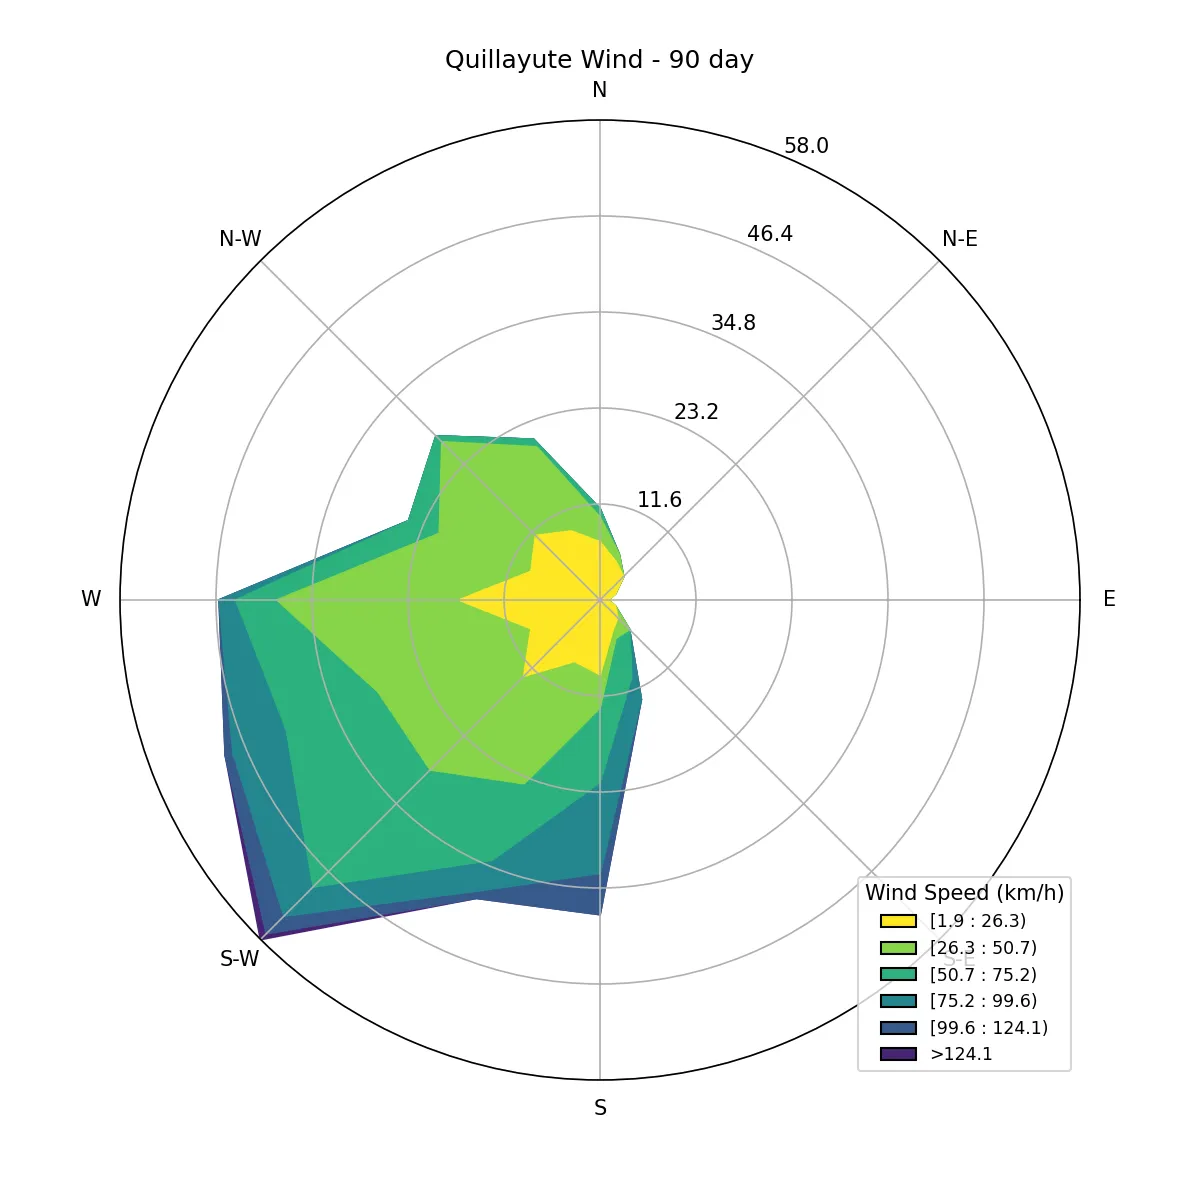 Quillayute Wind - 90 day
N
58.0
46.4
N-W
N-E
34.8
23.2
11.6
W
E
Wind Speed (km/h)
[1.9 : 26.3)
[26.3 : 50.7)
S-W
S-E
[50.7 : 75.2)
[75.2 : 99.6)
[99.6 : 124.1)
>124.1
S